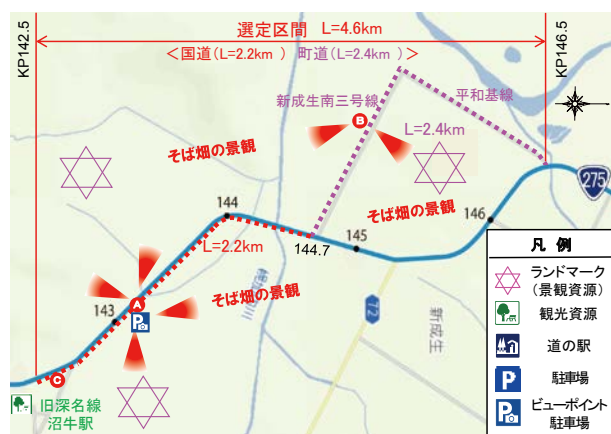 KP142.5
選定区間 L=4.6km
KP146.5
＜国道(L=2.2km) 町道(L=2.4km)＞
新成生南三号線
平和基線
B
L=2.4km
そば畑の景観
275
144
そば畑の景観
146
L=2.2km
144.7
145
そば畑の景観
A
P
143
72
新成生
C
旧深名線
沼牛駅
凡例
ランドマーク
(景観資源)
観光資源
道の駅
P
駐車場
P
ビューポイント
駐車場